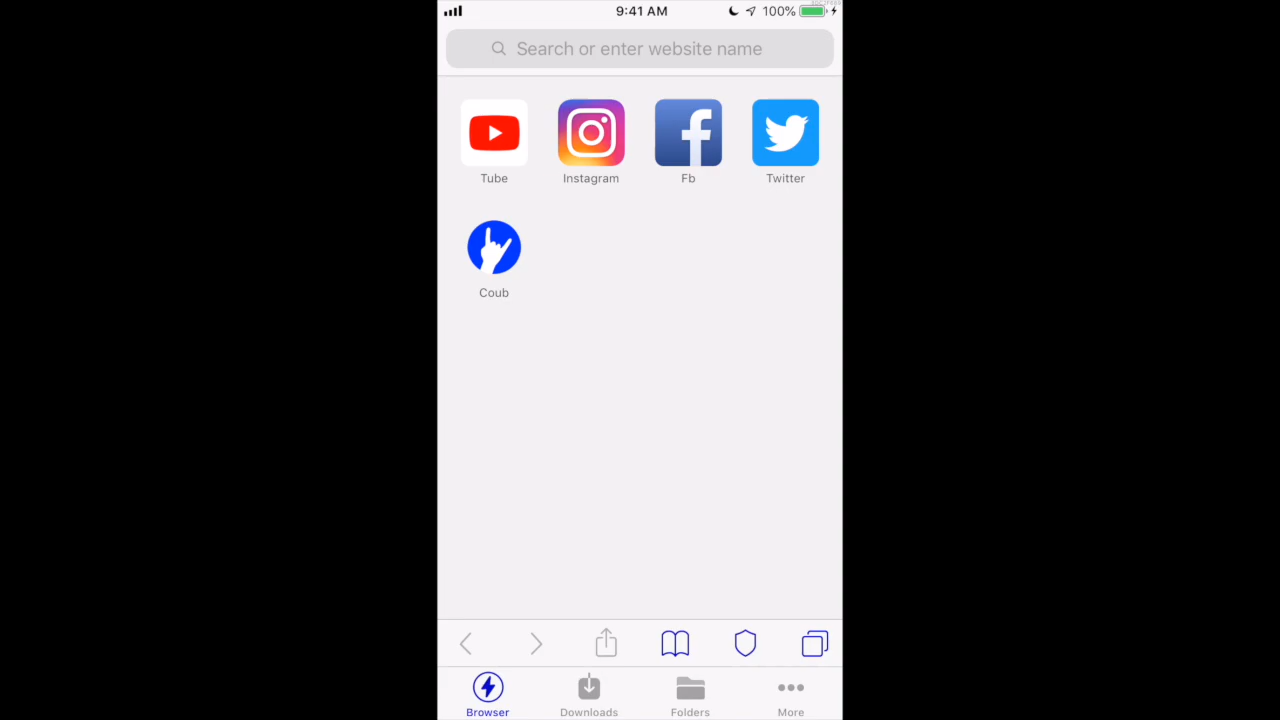 9:41 AM
100%
Search or enter website name
Tube
Instagram
Fb
Twitter
Coub
Browser
Downloads
Folders
More